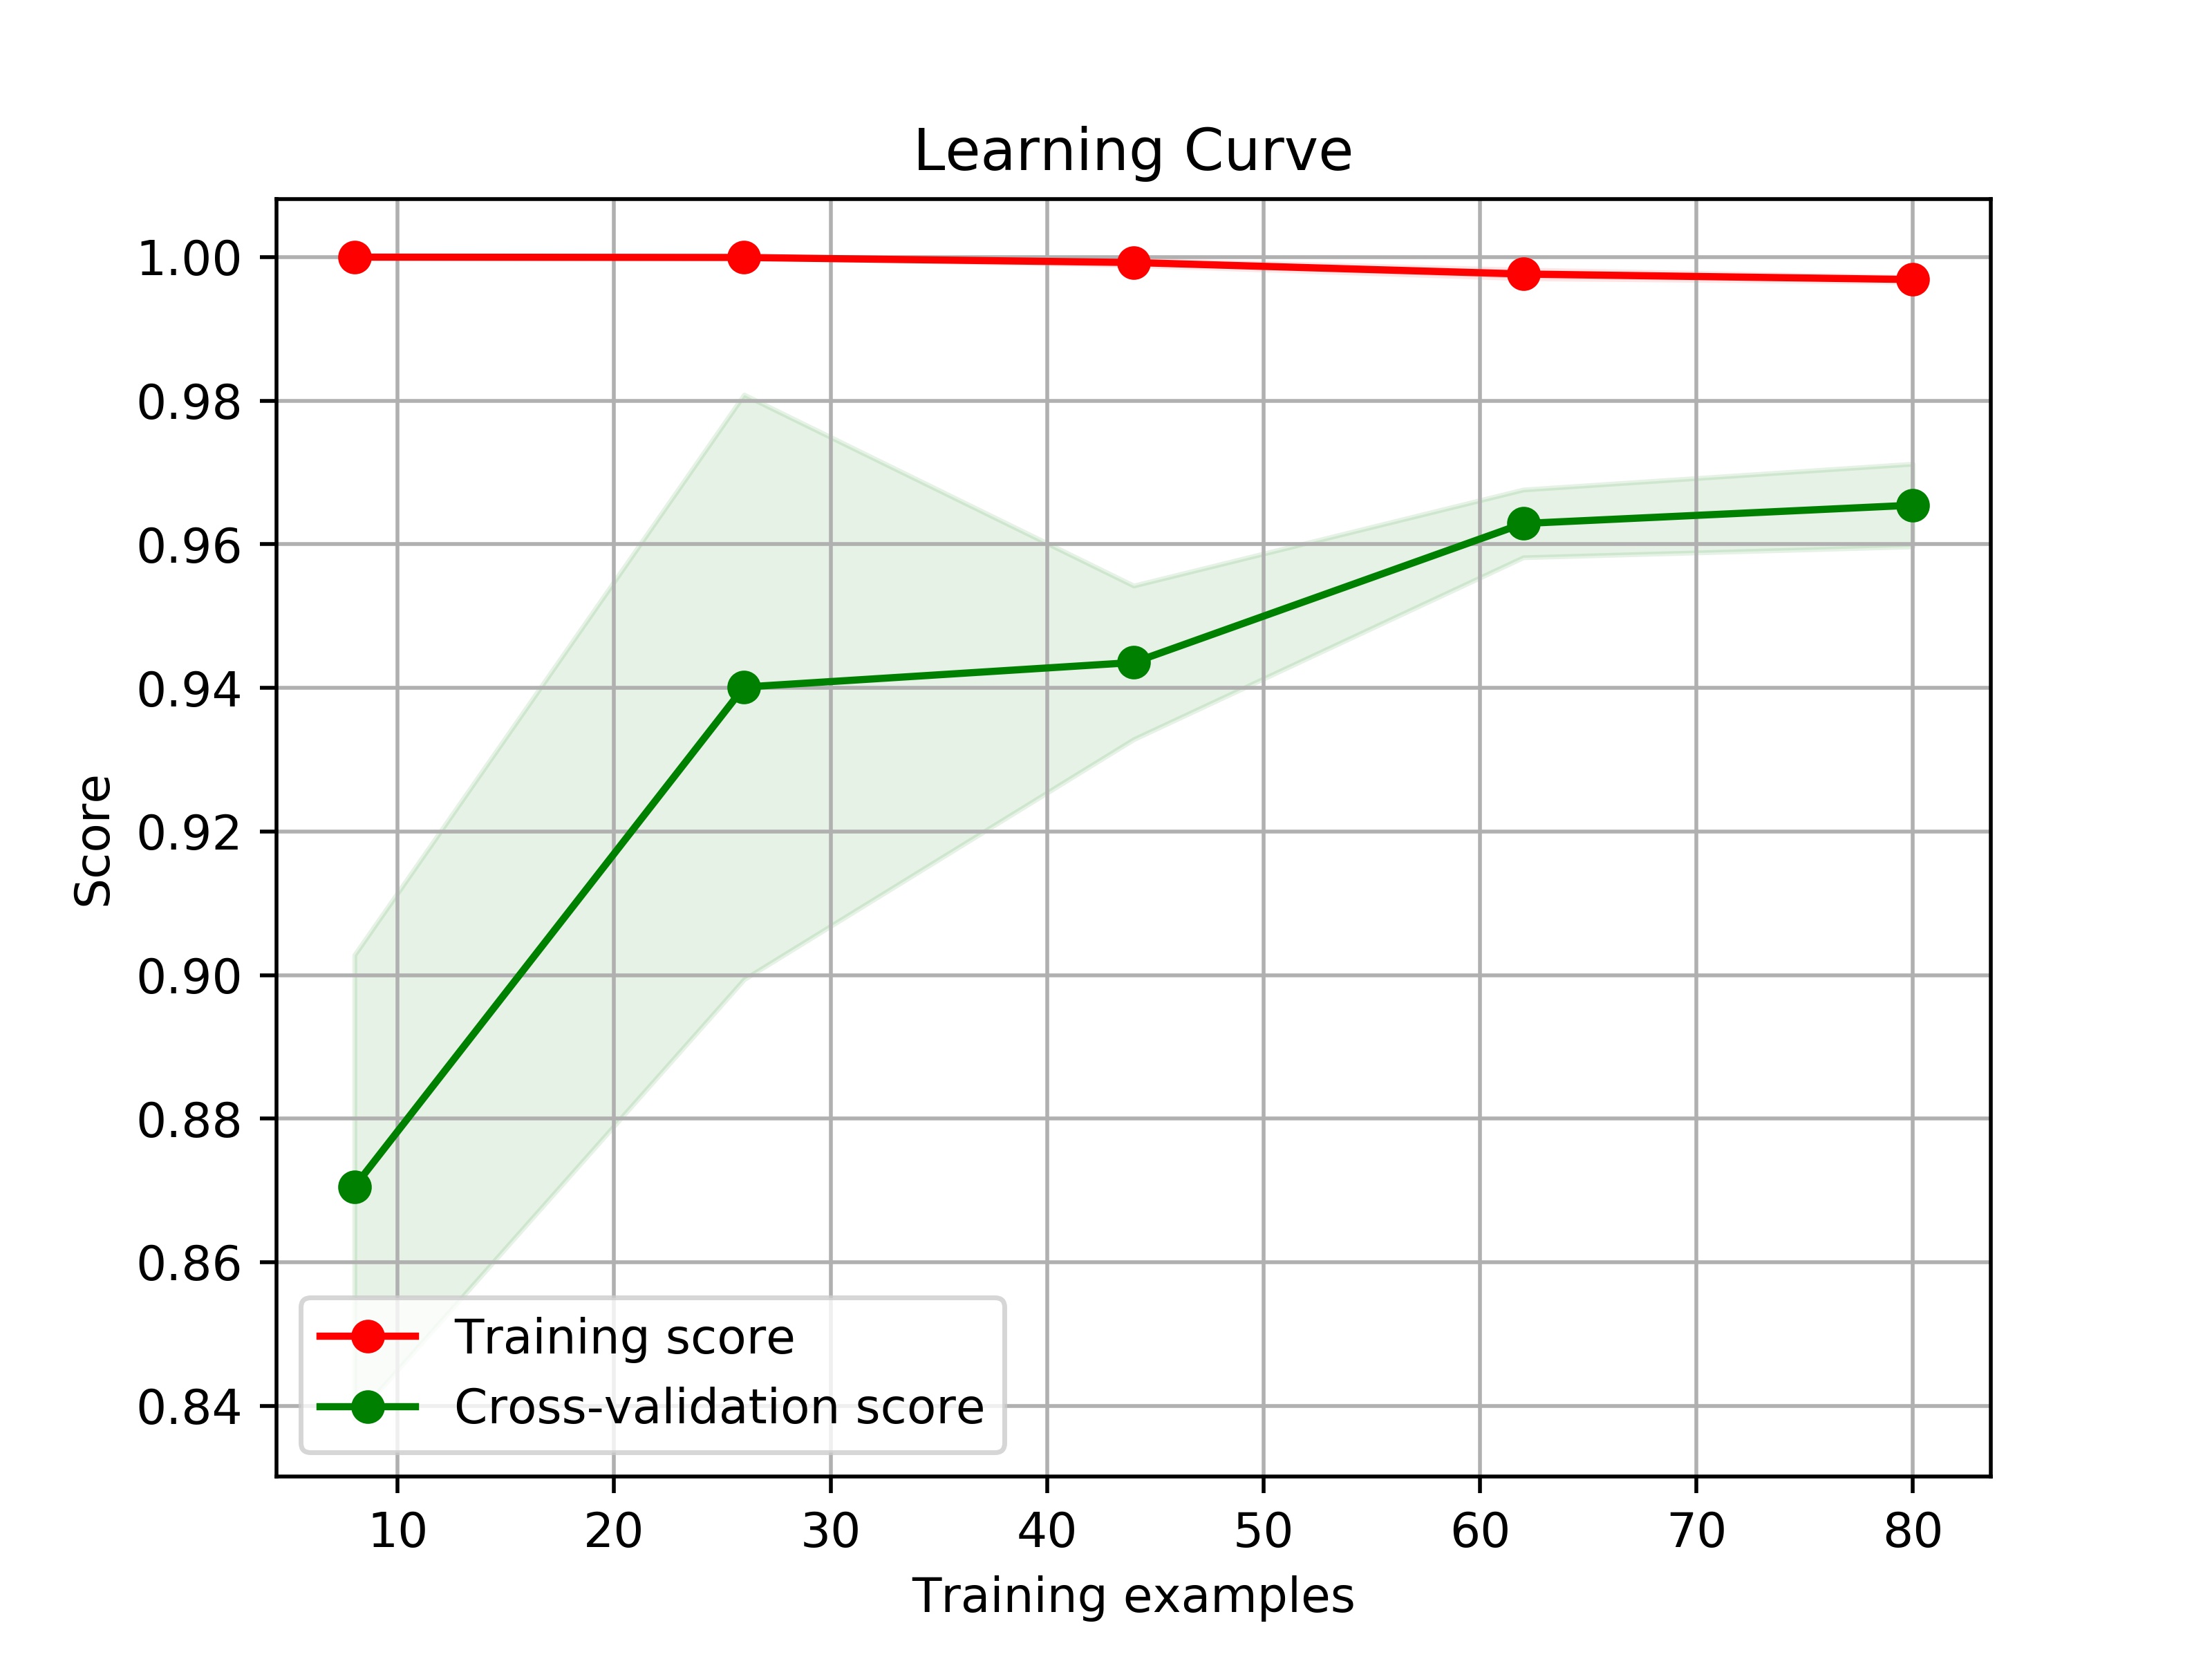 Learning Curve
1.00
0.98
0.96
0.94
0.92
0.90
0.88
0.86
0.84
Score
Training score
Cross-validation score
10 20 30 40 50 60 70 80
Training examples